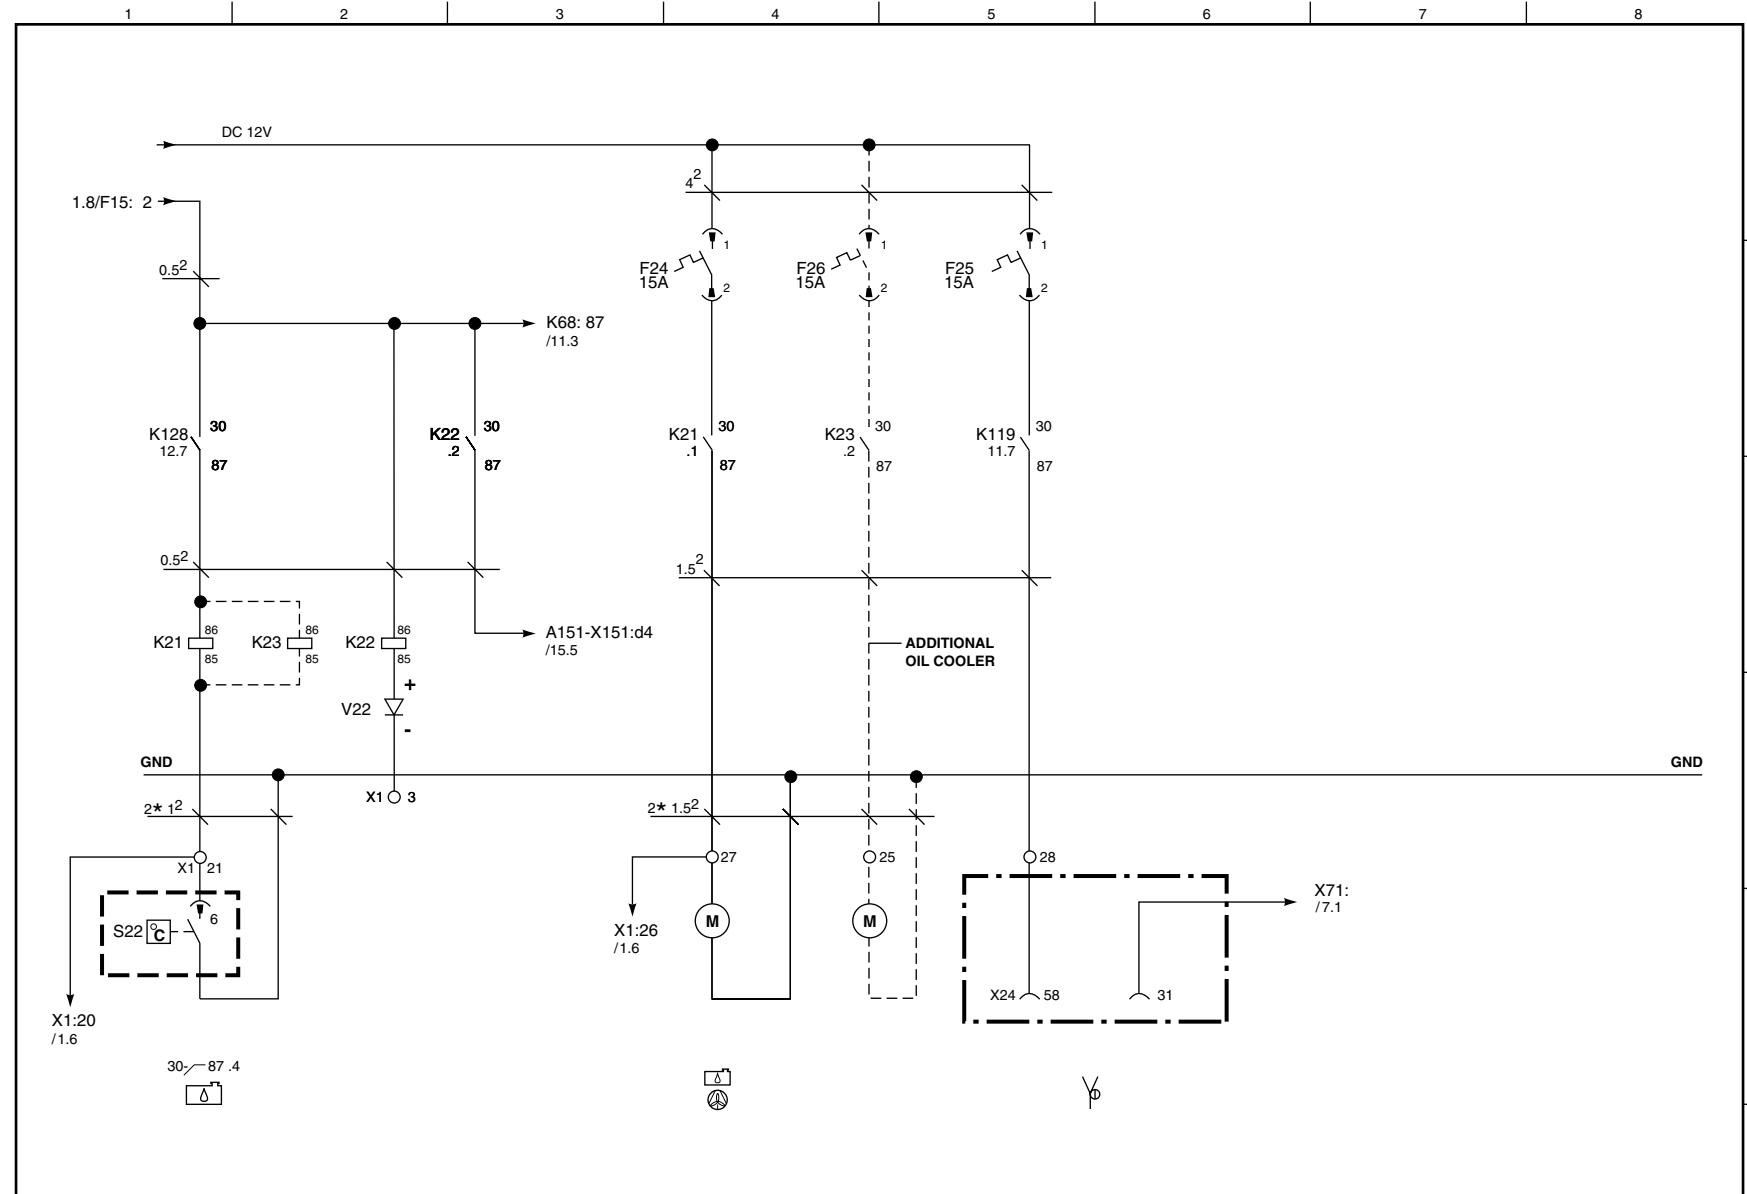 1 2 3 4 5 6 7 8
DC 12V
1.8/F15: 2
4²
0.5²
1 1 1
F24 F26 F25
15A 15A 15A
2 2 2
K68: 87
/11.3
30 30 30 30 30
K128 K22 K21 K23 K119
12.7 .2 .1 .2 11.7
87 87 87 87 87
0.5² 1.5²
86 86 86
K21 K23 K22
85 85 85
A151-X151:d4
/15.5
ADDITIONAL
OIL COOLER
+
V22
-
GND GND
X1 3
2* 1² 2* 1.5²
X1 21 27 25 28
6
S22 °C
M M
X1:26
/1.6
X71:
/7.1
X24 58 31
X1:20
/1.6
30- 87 .4